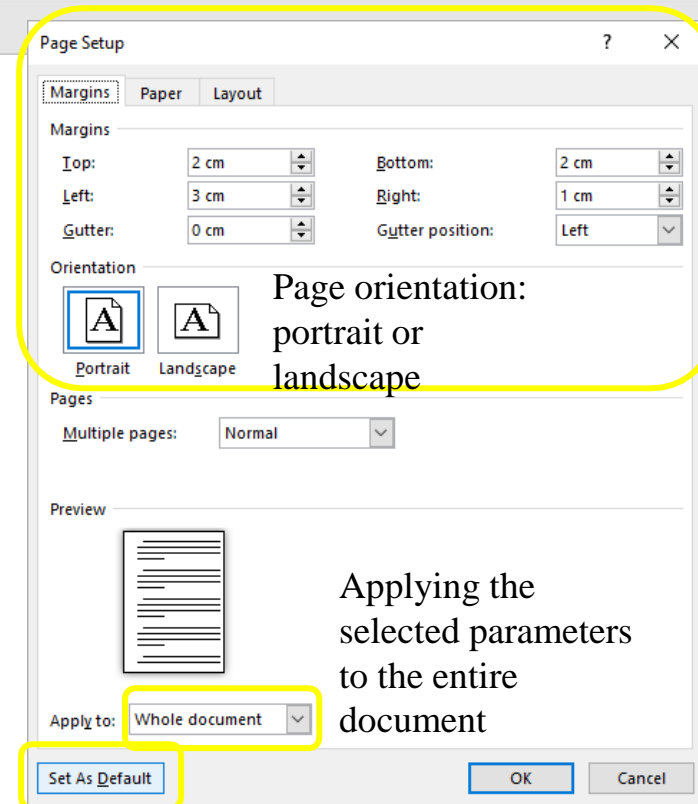 Page Setup ? ×
Margins Paper Layout
Margins
Top: 2 cm Bottom: 2 cm
Left: 3 cm Right: 1 cm
Gutter: 0 cm Gutter position: Left
Orientation
A A
Portrait Landscape
Page orientation:
portrait or
landscape
Pages
Multiple pages: Normal
Preview
Applying the
selected parameters
to the entire
document
Apply to: Whole document
Set As Default OK Cancel